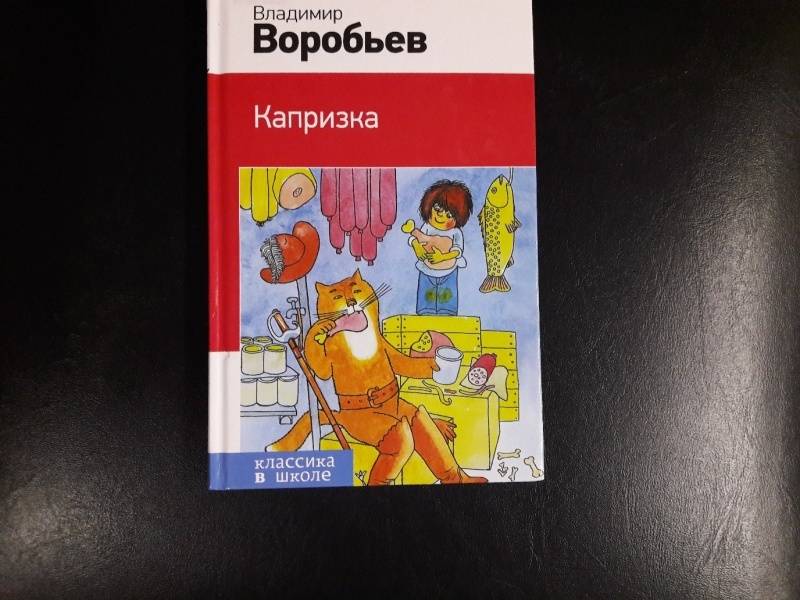 Владимир
Воробьев
Капризка
классика
в школе